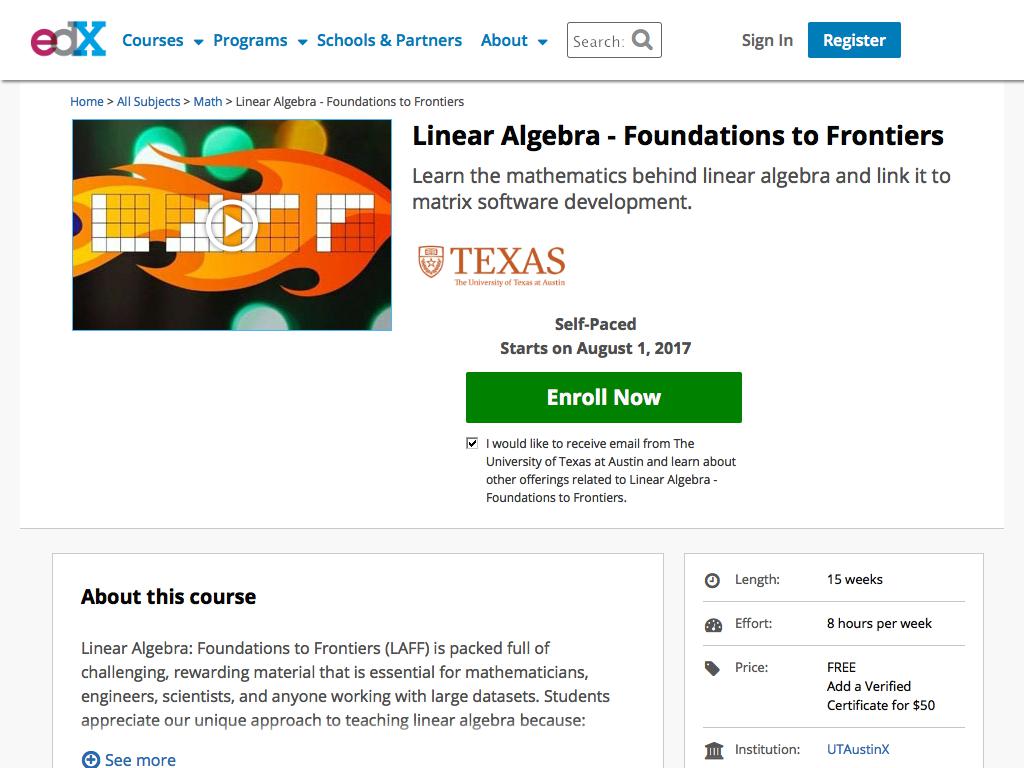 edX
Courses Programs Schools & Partners About Search: Sign In Register
Home > All Subjects > Math > Linear Algebra - Foundations to Frontiers
Linear Algebra - Foundations to Frontiers
Learn the mathematics behind linear algebra and link it to
matrix software development.
TEXAS
The University of Texas at Austin
Self-Paced
Starts on August 1, 2017
Enroll Now
I would like to receive email from The
University of Texas at Austin and learn about
other offerings related to Linear Algebra -
Foundations to Frontiers.
About this course
Linear Algebra: Foundations to Frontiers (LAFF) is packed full of
challenging, rewarding material that is essential for mathematicians,
engineers, scientists, and anyone working with large datasets. Students
appreciate our unique approach to teaching linear algebra because:
See more
Length: 15 weeks
Effort: 8 hours per week
Price: FREE
Add a Verified
Certificate for $50
Institution: UTAustinX